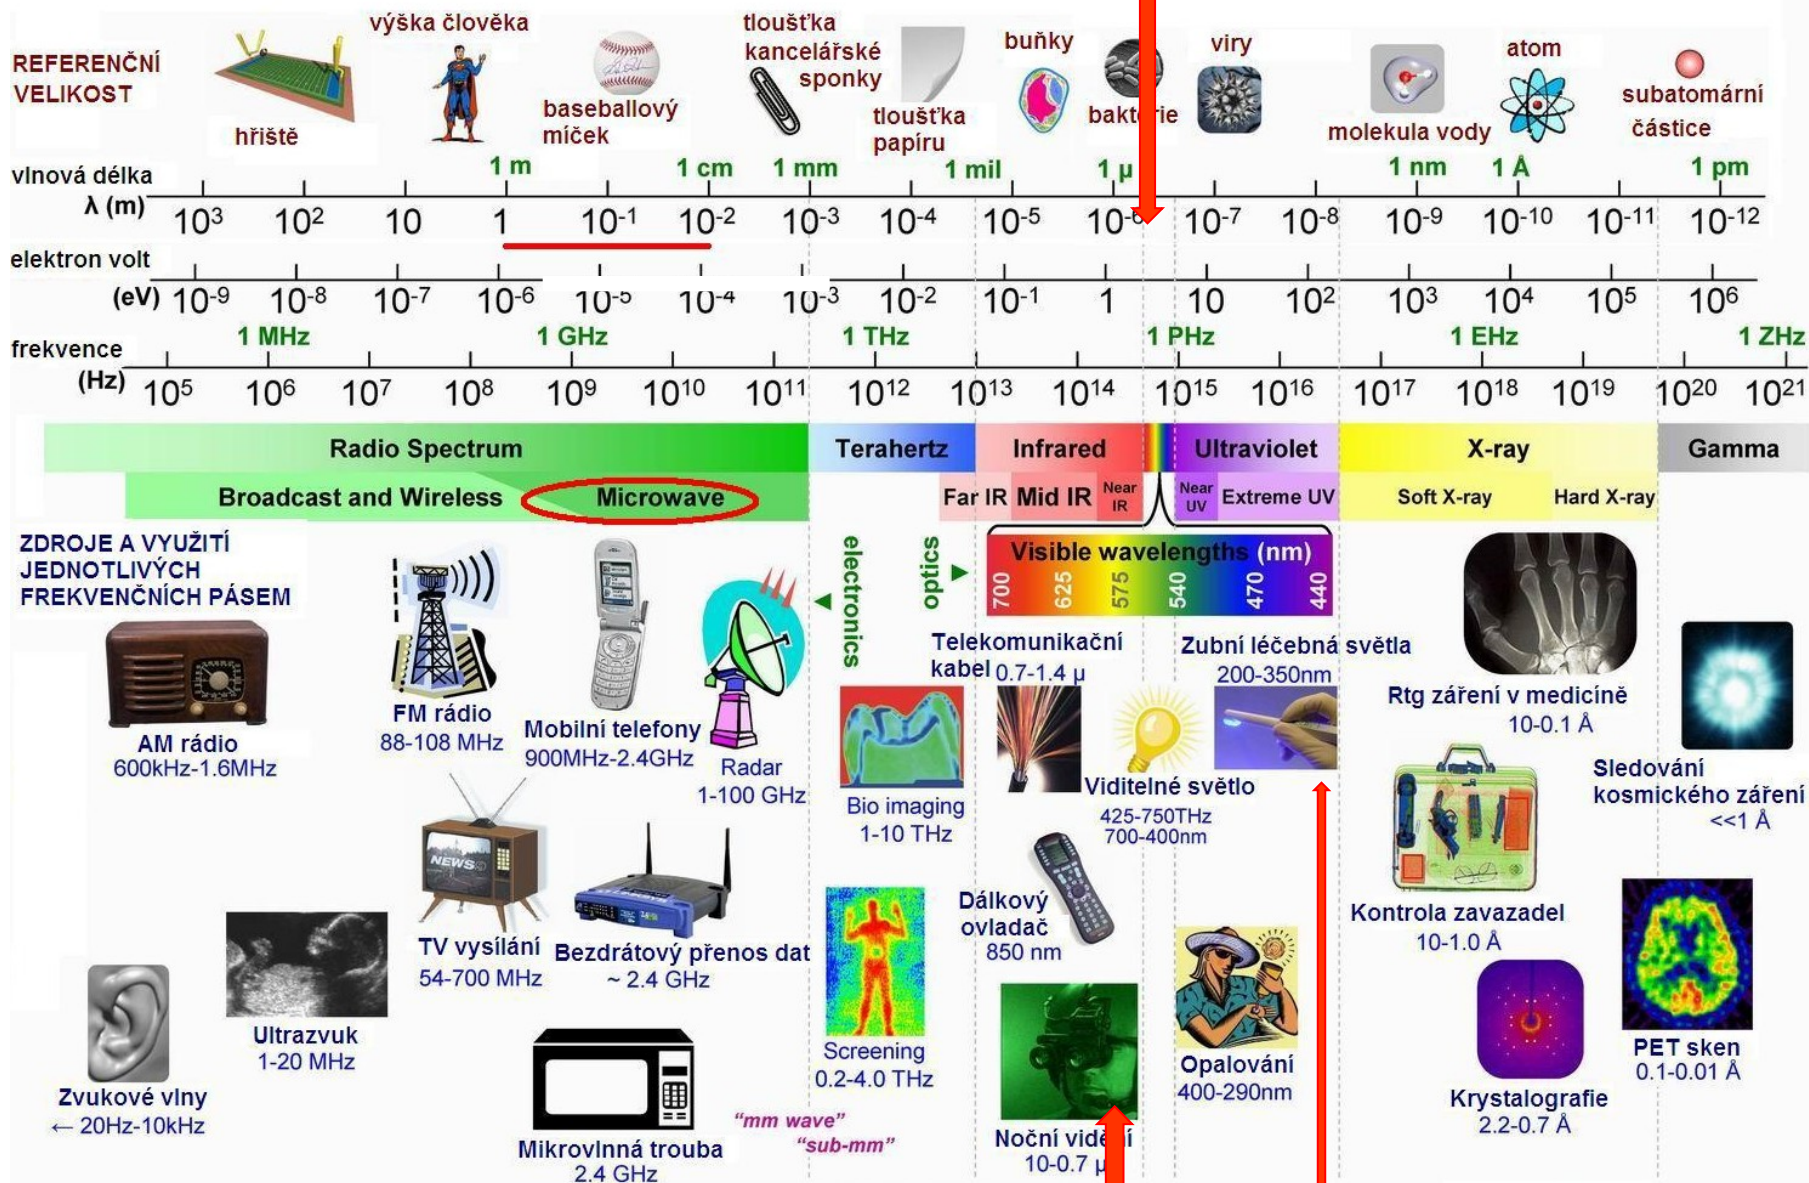 REFERENČNÍ
VELIKOST
hřiště
výška člověka
baseballový
míček
tloušťka
kancelářské
sponky
tloušťka
papíru
buňky
bakterie
viry
molekula vody
atom
subatomární
částice
1 m
1 cm
1 mm
1 mil
1 µ
1 nm
1 Å
1 pm
vlnová délka
λ (m)
10³ 10² 10 1 10⁻¹ 10⁻² 10⁻³ 10⁻⁴ 10⁻⁵ 10⁻⁶ 10⁻⁷ 10⁻⁸ 10⁻⁹ 10⁻¹⁰ 10⁻¹¹ 10⁻¹²
elektron volt
(eV)
10⁻⁹ 10⁻⁸ 10⁻⁷ 10⁻⁶ 10⁻⁵ 10⁻⁴ 10⁻³ 10⁻² 10⁻¹ 1 10 10² 10³ 10⁴ 10⁵ 10⁶
1 MHz 1 GHz 1 THz 1 PHz 1 EHz 1 ZHz
frekvence
(Hz)
10⁵ 10⁶ 10⁷ 10⁸ 10⁹ 10¹⁰ 10¹¹ 10¹² 10¹³ 10¹⁴ 10¹⁵ 10¹⁶ 10¹⁷ 10¹⁸ 10¹⁹ 10²⁰ 10²¹
Radio Spectrum Terahertz Infrared Ultraviolet X-ray Gamma
Broadcast and Wireless Microwave Far IR Mid IR Near IR Near UV Extreme UV Soft X-ray Hard X-ray
ZDROJE A VYUŽITÍ
JEDNOTLIVÝCH
FREKVENČNÍCH PÁSEM
electronics
optics
Visible wavelengths (nm)
700 625 575 540 470 440
AM rádio
600kHz-1.6MHz
FM rádio
88-108 MHz
Mobilní telefony
900MHz-2.4GHz
Radar
1-100 GHz
Bio imaging
1-10 THz
Telekomunikační
kabel 0.7-1.4 µ
Viditelné světlo
425-750THz
700-400nm
Zubní léčebná světla
200-350nm
Rtg záření v medicíně
10-0.1 Å
Sledování
kosmického záření
<<1 Å
NEWS9
TV vysílání
54-700 MHz
Bezdrátový přenos dat
~ 2.4 GHz
Dálkový
ovladač
850 nm
Kontrola zavazadel
10-1.0 Å
Zvukové vlny
← 20Hz-10kHz
Ultrazvuk
1-20 MHz
Mikrovlnná trouba
2.4 GHz
"mm wave"
"sub-mm"
Screening
0.2-4.0 THz
Noční vidění
10-0.7 µ
Opalování
400-290nm
Krystalografie
2.2-0.7 Å
PET sken
0.1-0.01 Å